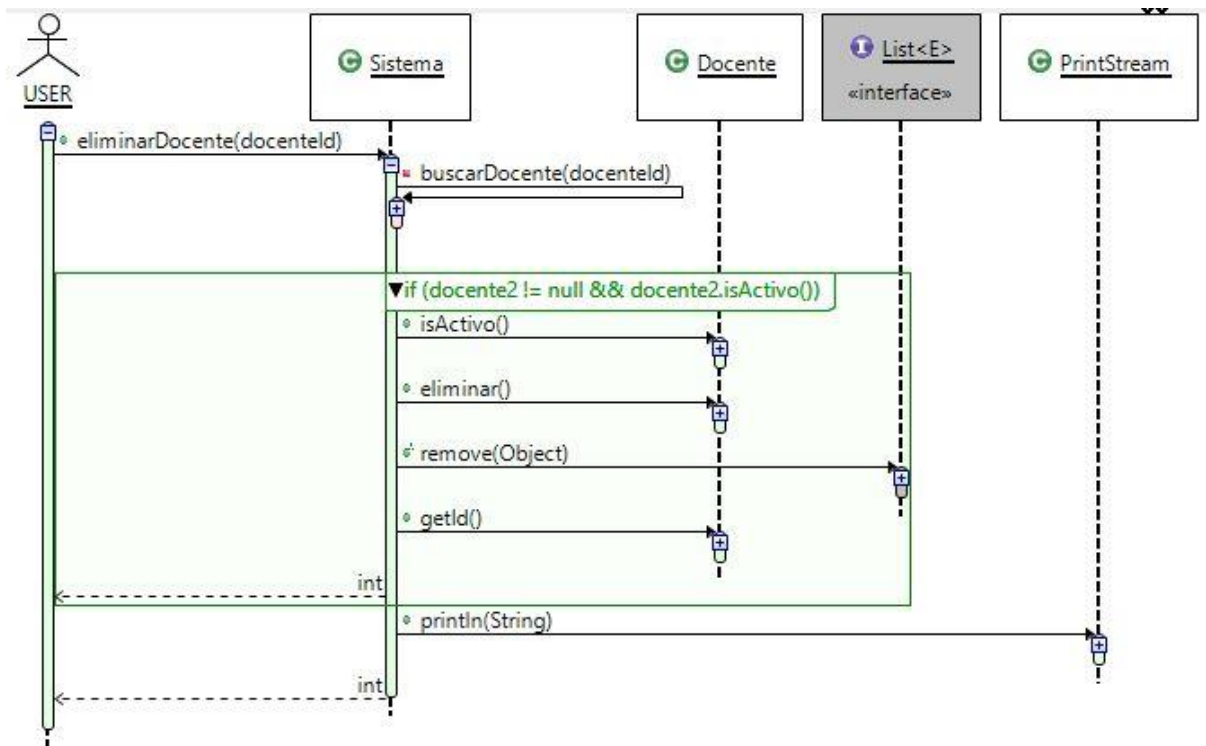 USER
C Sistema
C Docente
I List<E>
«interface»
C PrintStream
eliminarDocente(docenteId)
buscarDocente(docenteId)
if (docente2 != null && docente2.isActivo())
isActivo()
eliminar()
remove(Object)
getId()
int
println(String)
int